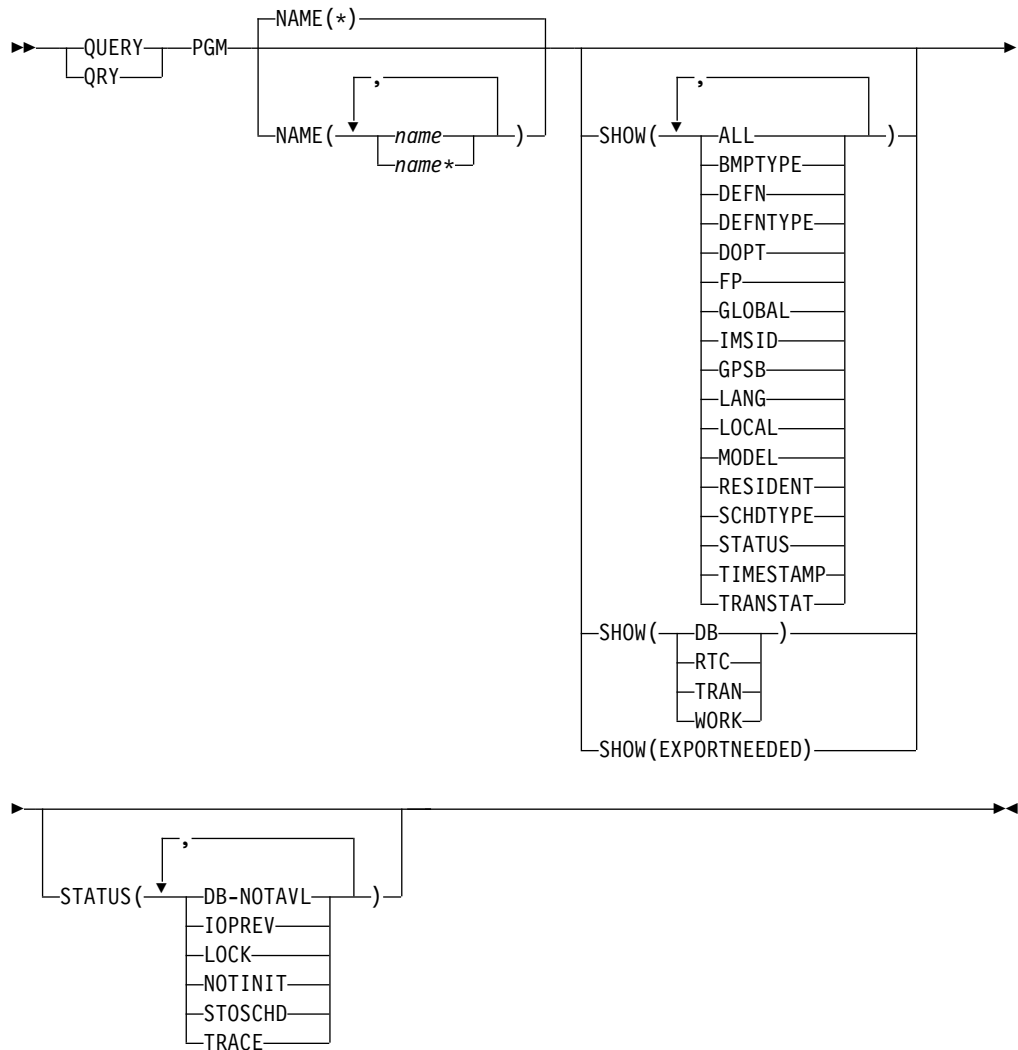 NAME(*)
QUERY PGM
QRY
,
NAME( name )
name*
,
SHOW( ALL )
BMPTYPE
DEFN
DEFNTYPE
DOPT
FP
GLOBAL
IMSID
GPSB
LANG
LOCAL
MODEL
RESIDENT
SCHDTYPE
STATUS
TIMESTAMP
TRANSTAT
SHOW( DB )
RTC
TRAN
WORK
SHOW(EXPORTNEEDED)
,
STATUS( DB-NOTAVL )
IOPREV
LOCK
NOTINIT
STOSCHD
TRACE